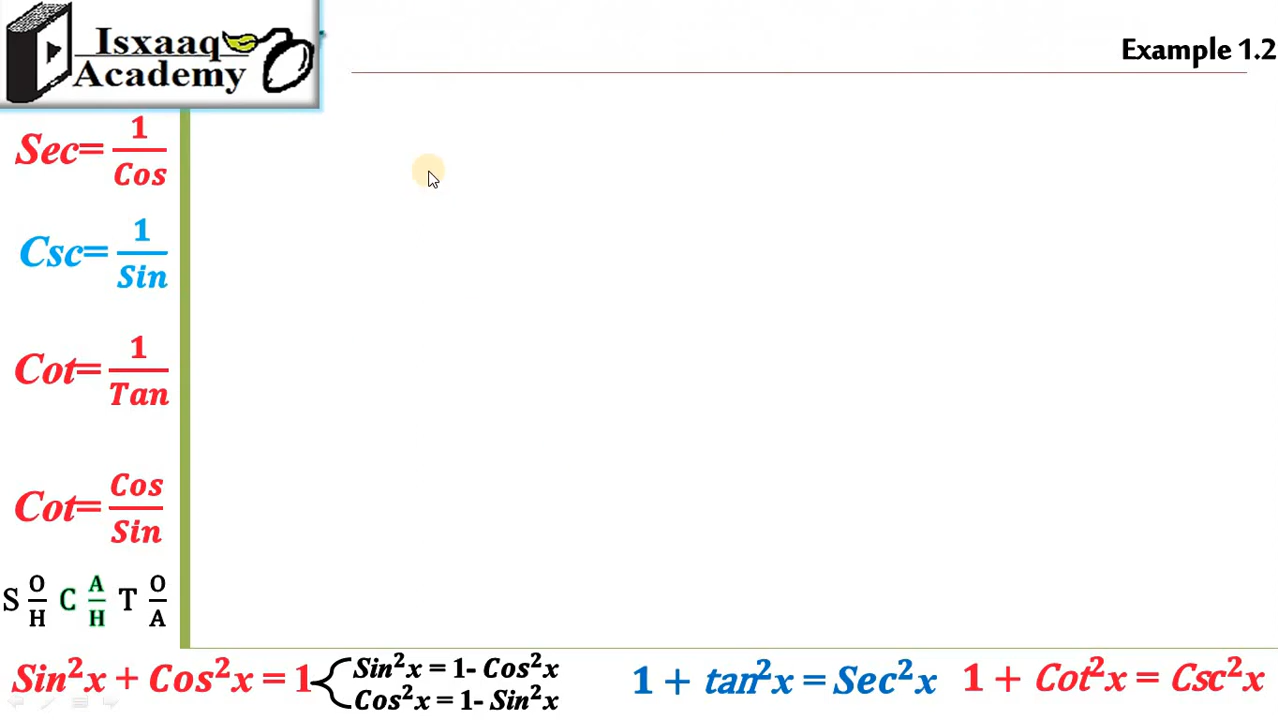 Isxaaq
Academy
Example 1.2
Sec= 1/Cos
Csc= 1/Sin
Cot= 1/Tan
Cot= Cos/Sin
S O/H C A/H T O/A
Sin²x + Cos²x = 1
Sin²x = 1- Cos²x
Cos²x = 1- Sin²x
1 + tan²x = Sec²x
1 + Cot²x = Csc²x